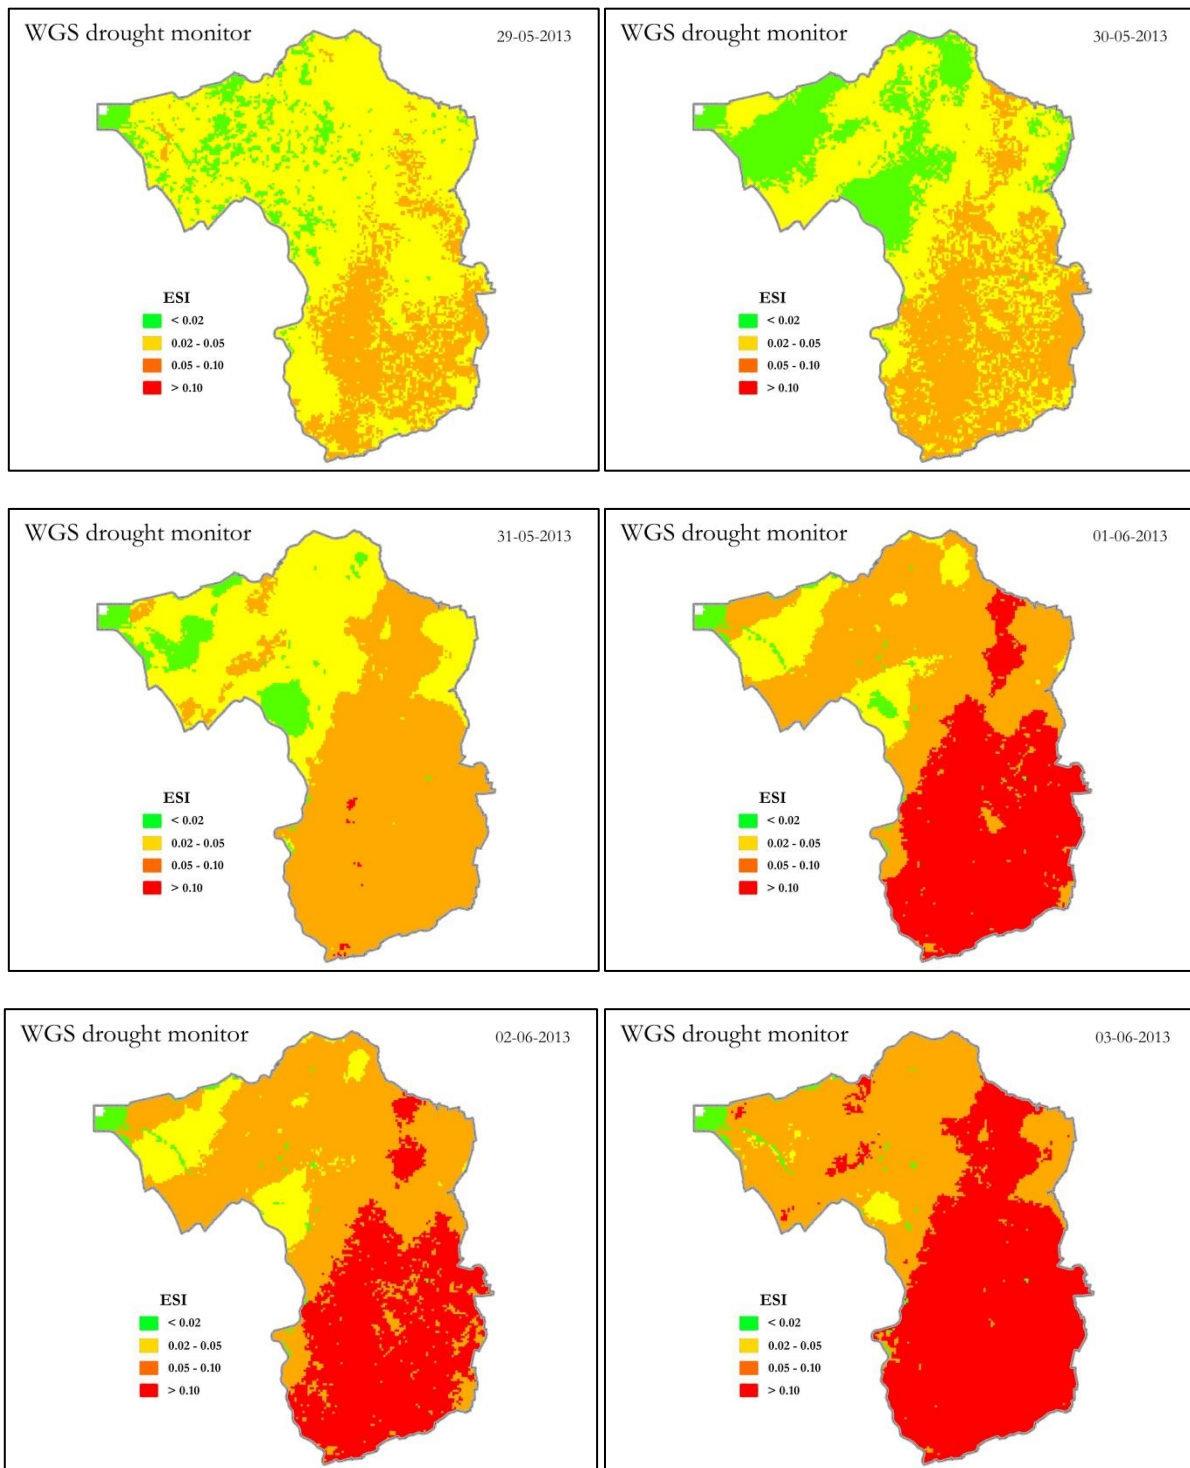 WGS drought monitor 29-05-2013
ESI
< 0.02
0.02 - 0.05
0.05 - 0.10
> 0.10
WGS drought monitor 30-05-2013
ESI
< 0.02
0.02 - 0.05
0.05 - 0.10
> 0.10
WGS drought monitor 31-05-2013
ESI
< 0.02
0.02 - 0.05
0.05 - 0.10
> 0.10
WGS drought monitor 01-06-2013
ESI
< 0.02
0.02 - 0.05
0.05 - 0.10
> 0.10
WGS drought monitor 02-06-2013
ESI
< 0.02
0.02 - 0.05
0.05 - 0.10
> 0.10
WGS drought monitor 03-06-2013
ESI
< 0.02
0.02 - 0.05
0.05 - 0.10
> 0.10